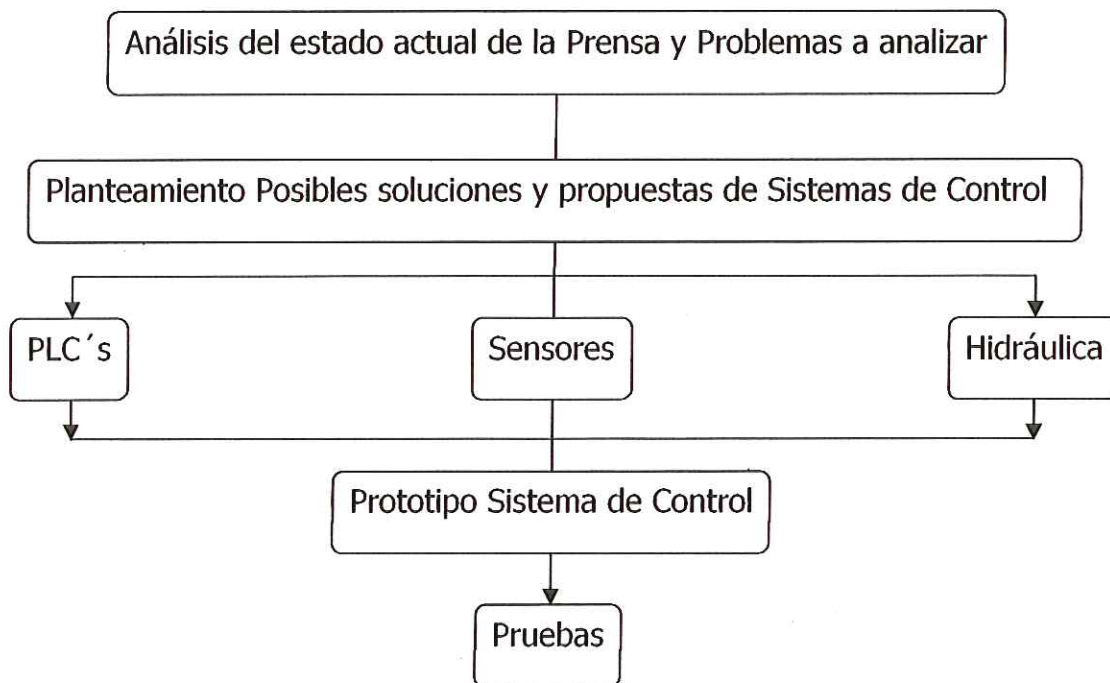 Análisis del estado actual de la Prensa y Problemas a analizar
Planteamiento Posibles soluciones y propuestas de Sistemas de Control
PLC´s
Sensores
Hidráulica
Prototipo Sistema de Control
Pruebas